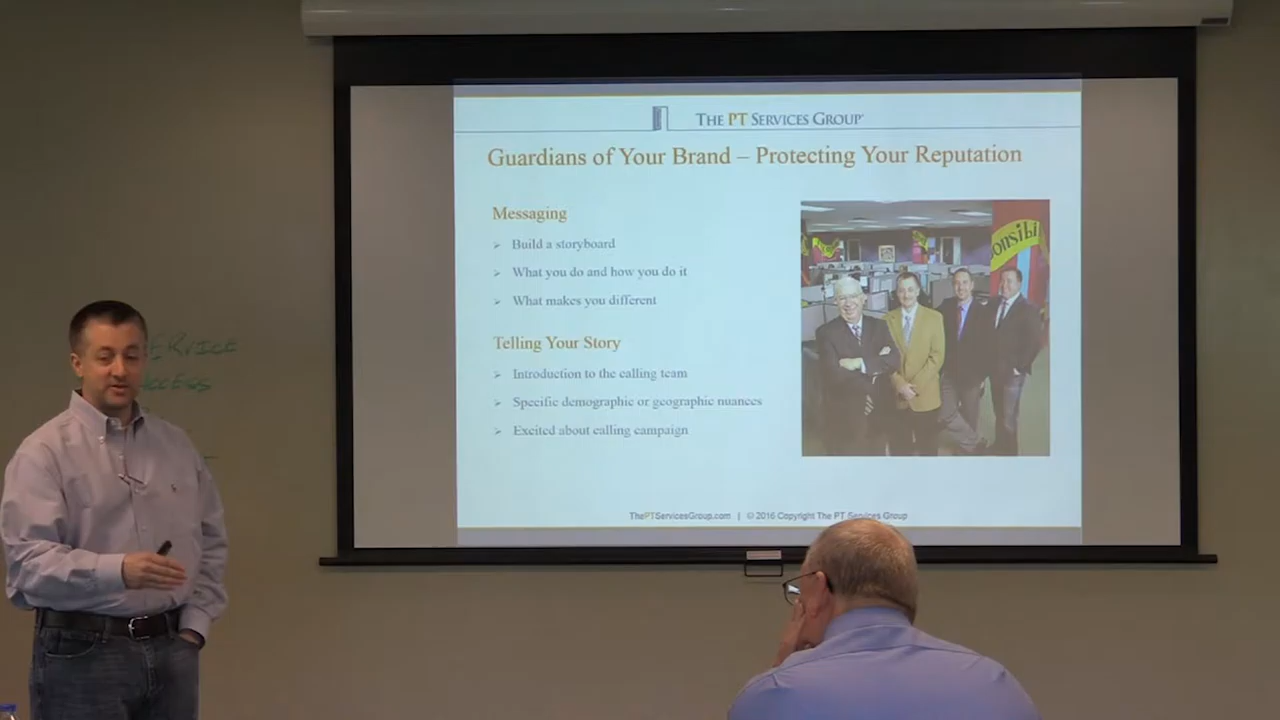 THE PT SERVICES GROUP
Guardians of Your Brand – Protecting Your Reputation
Messaging
➢ Build a storyboard
➢ What you do and how you do it
➢ What makes you different
Telling Your Story
➢ Introduction to the calling team
➢ Specific demographic or geographic nuances
➢ Excited about calling campaign
onsibi
ThePTServicesGroup.com | © 2016 Copyright The PT Services Group
ERVICE